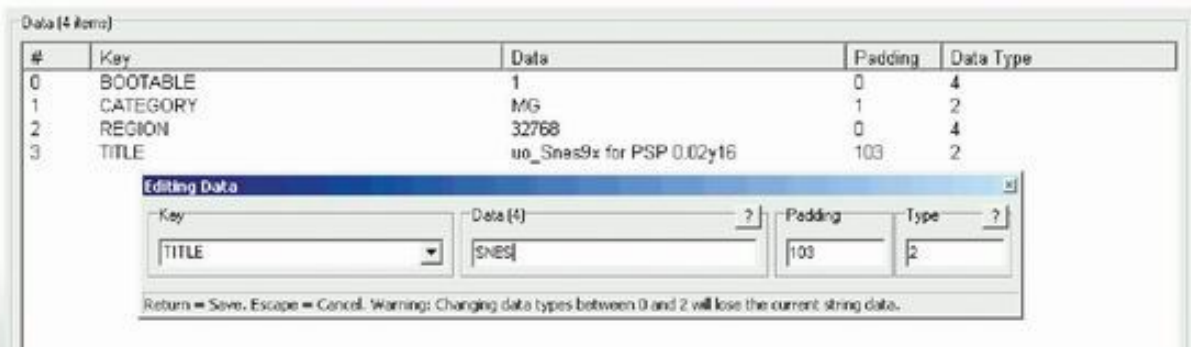 Data (4 items)
# Key Data Padding Data Type
0 BOOTABLE 1 0 4
1 CATEGORY MG 1 2
2 REGION 32768 0 4
3 TITLE uo_Snes9x for PSP 0.02y16 103 2
Editing Data
Key Data (4) ? Padding Type ?
TITLE SNES 103 2
Return = Save. Escape = Cancel. Warning: Changing data types between 0 and 2 will lose the current string data.